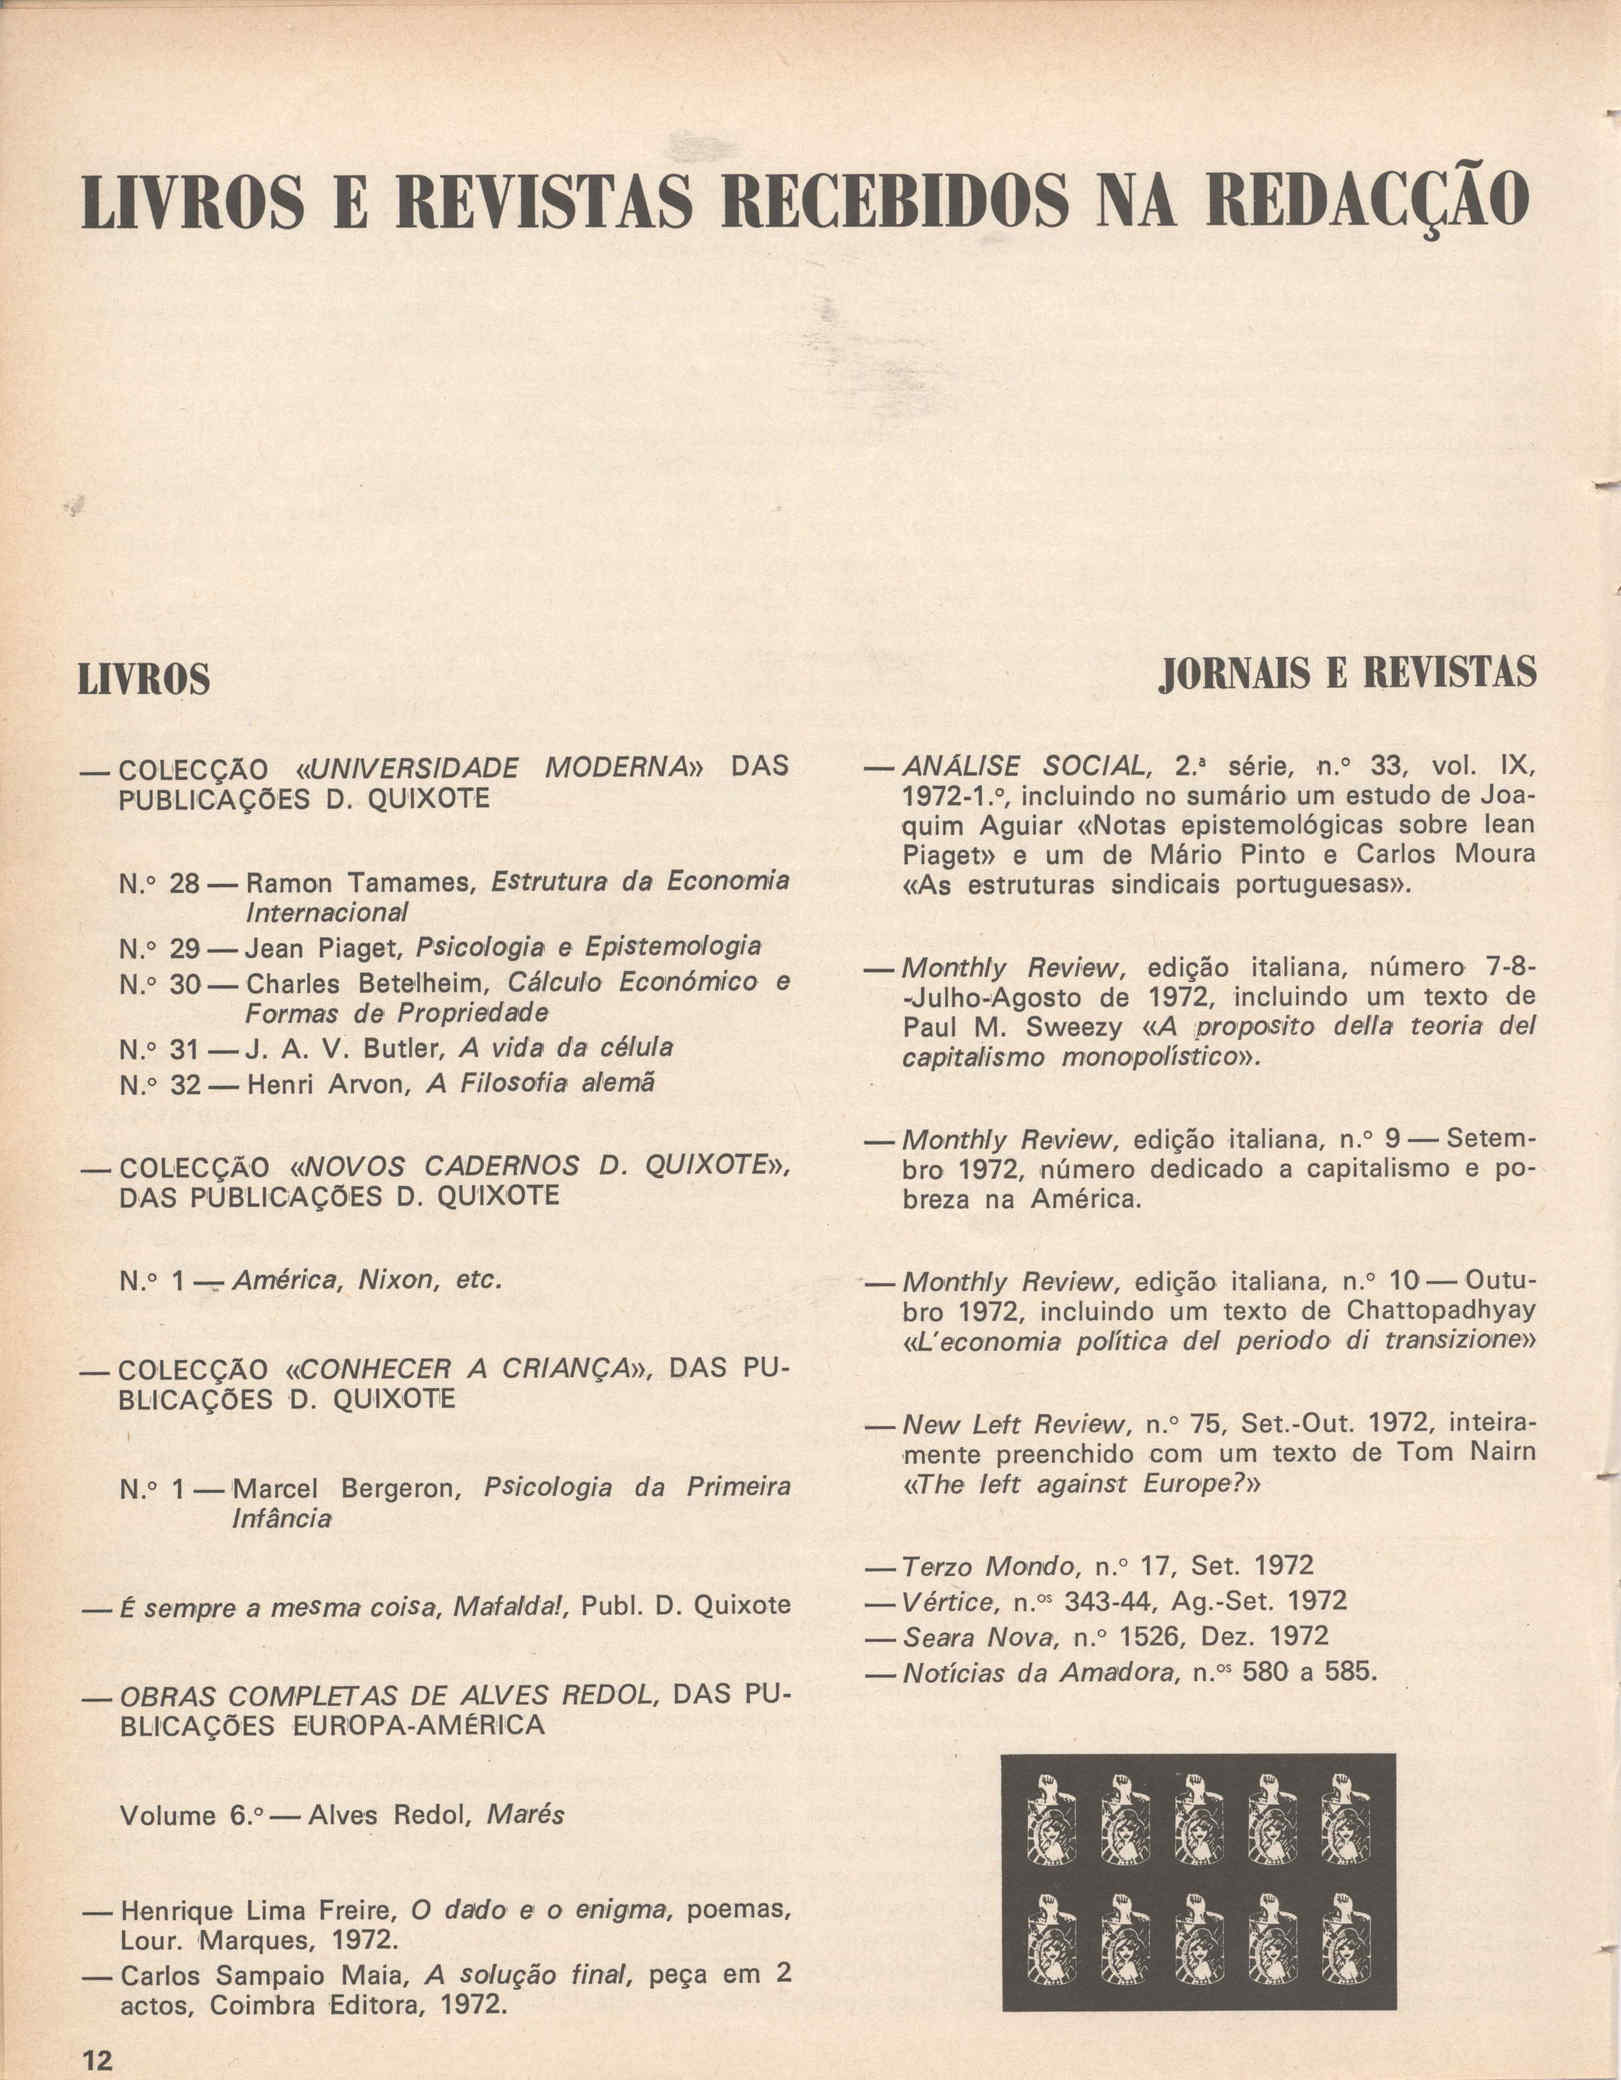 LIVROS E REVISTAS RECEBIDOS NA REDACÇÃO
LIVROS
— COLECÇÃO «UNIVERSIDADE MODERNA» DAS
PUBLICAÇÕES D. QUIXOTE
N.º 28 — Ramon Tamames, Estrutura da Economia
Internacional
N.º 29 — Jean Piaget, Psicologia e Epistemologia
N.º 30 — Charles Betelheim, Cálculo Económico e
Formas de Propriedade
N.º 31 — J. A. V. Butler, A vida da célula
N.º 32 — Henri Arvon, A Filosofia alemã
— COLECÇÃO «NOVOS CADERNOS D. QUIXOTE»,
DAS PUBLICAÇÕES D. QUIXOTE
N.º 1 — América, Nixon, etc.
— COLECÇÃO «CONHECER A CRIANÇA», DAS PU-
BLICAÇÕES D. QUIXOTE
N.º 1 — Marcel Bergeron, Psicologia da Primeira
Infância
— É sempre a mesma coisa, Mafalda!, Publ. D. Quixote
— OBRAS COMPLETAS DE ALVES REDOL, DAS PU-
BLICAÇÕES EUROPA-AMÉRICA
Volume 6.º — Alves Redol, Marés
— Henrique Lima Freire, O dado e o enigma, poemas,
Lour. Marques, 1972.
— Carlos Sampaio Maia, A solução final, peça em 2
actos, Coimbra Editora, 1972.
12
JORNAIS E REVISTAS
— ANÁLISE SOCIAL, 2.ª série, n.º 33, vol. IX,
1972-1.º, incluindo no sumário um estudo de Joa-
quim Aguiar «Notas epistemológicas sobre Iean
Piaget» e um de Mário Pinto e Carlos Moura
«As estruturas sindicais portuguesas».
— Monthly Review, edição italiana, número 7-8-
-Julho-Agosto de 1972, incluindo um texto de
Paul M. Sweezy «A proposito della teoria del
capitalismo monopolístico».
— Monthly Review, edição italiana, n.º 9 — Setem-
bro 1972, número dedicado a capitalismo e po-
breza na América.
— Monthly Review, edição italiana, n.º 10 — Outu-
bro 1972, incluindo um texto de Chattopadhyay
«L'economia política del periodo di transizione»
— New Left Review, n.º 75, Set.-Out. 1972, inteira-
mente preenchido com um texto de Tom Nairn
«The left against Europe?»
— Terzo Mondo, n.º 17, Set. 1972
— Vértice, n.ºs 343-44, Ag.-Set. 1972
— Seara Nova, n.º 1526, Dez. 1972
— Notícias da Amadora, n.ºs 580 a 585.